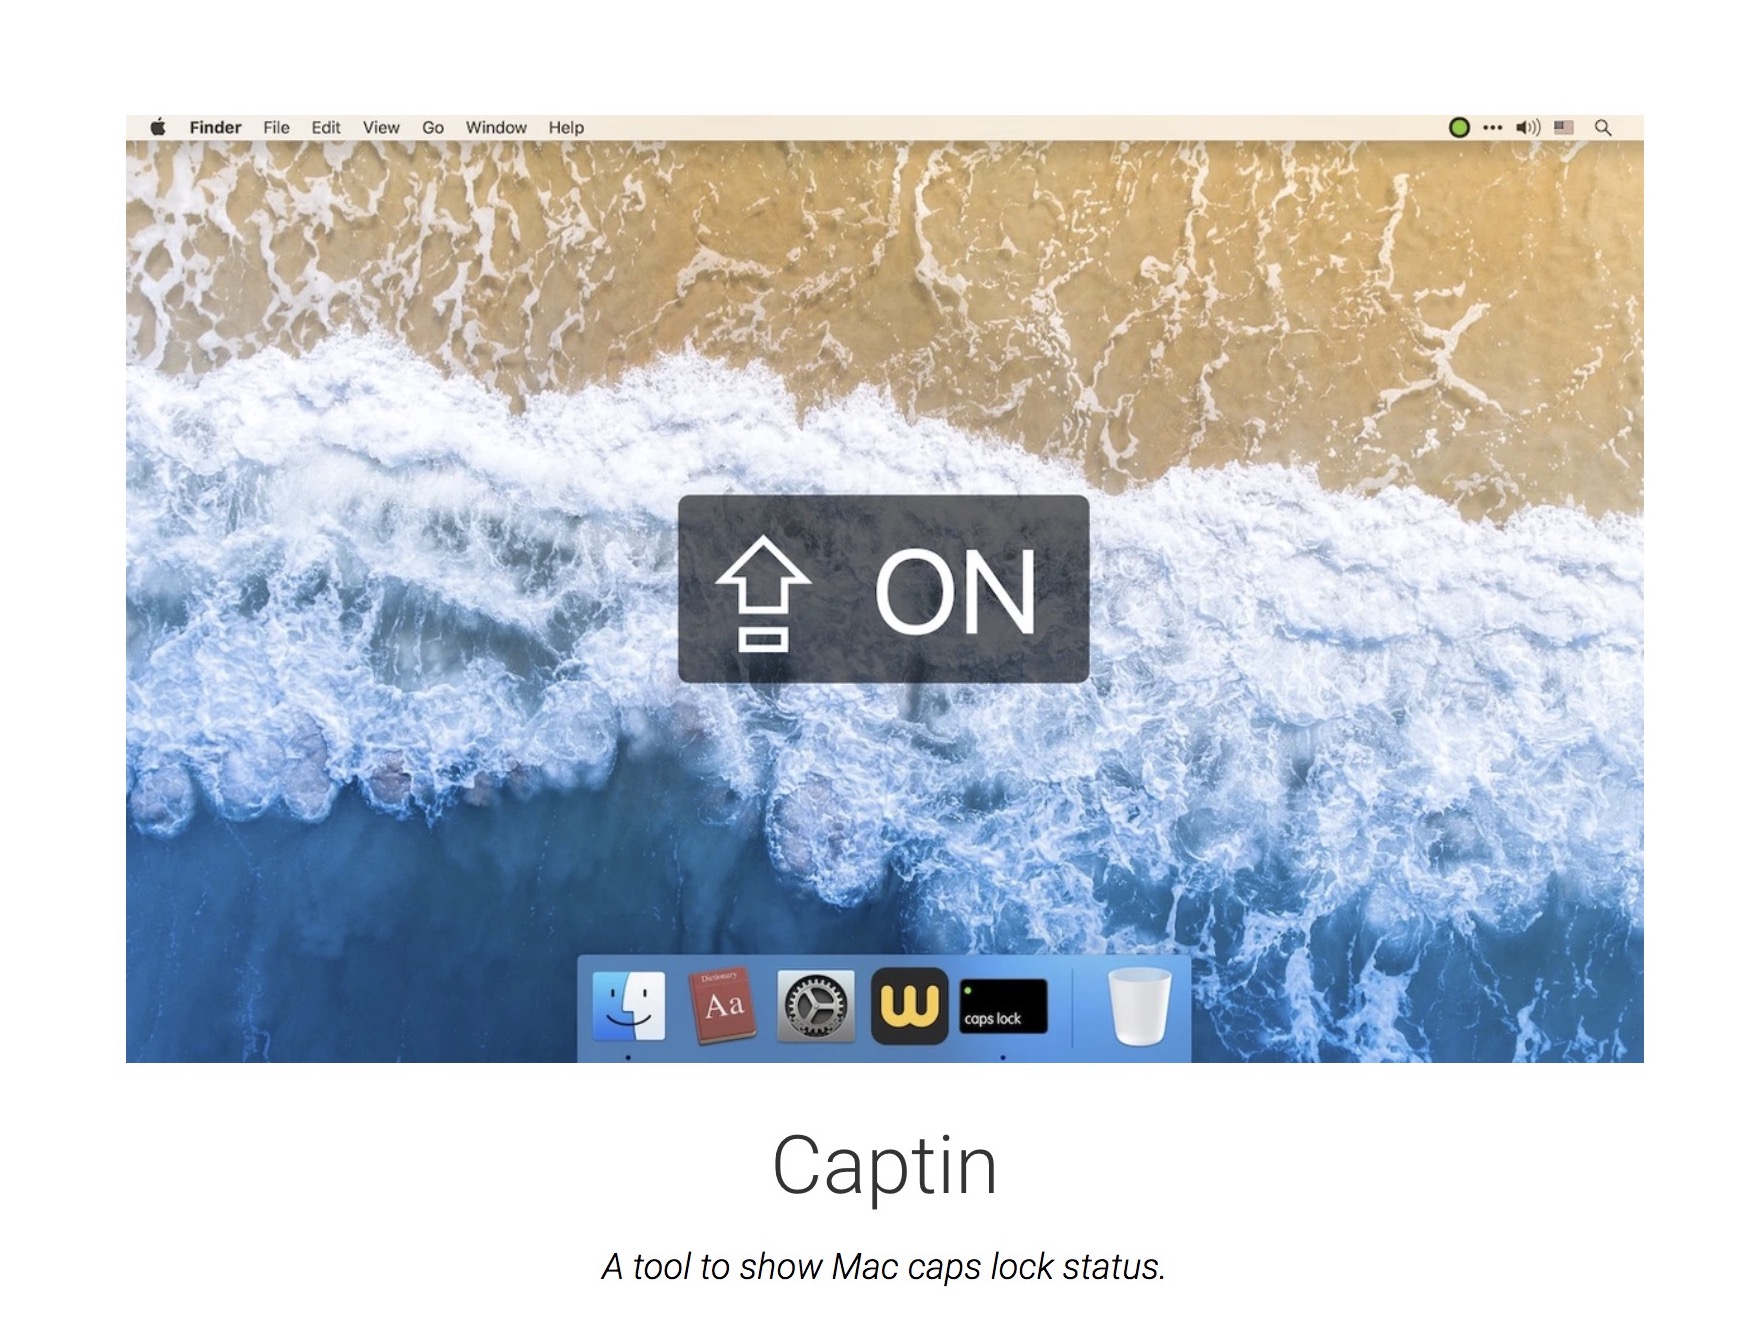 Finder File Edit View Go Window Help
ON
Dictionary
Aa
caps lock
Captin
A tool to show Mac caps lock status.